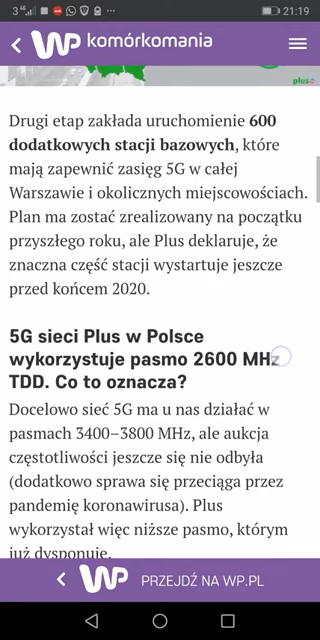 3 4G 21:19
WP komórkomania
plus
Drugi etap zakłada uruchomienie 600
dodatkowych stacji bazowych, które
mają zapewnić zasięg 5G w całej
Warszawie i okolicznych miejscowościach.
Plan ma zostać zrealizowany na początku
przyszłego roku, ale Plus deklaruje, że
znaczna część stacji wystartuje jeszcze
przed końcem 2020.
5G sieci Plus w Polsce
wykorzystuje pasmo 2600 MHz
TDD. Co to oznacza?
Docelowo sieć 5G ma u nas działać w
pasmach 3400–3800 MHz, ale aukcja
częstotliwości jeszcze się nie odbyła
(dodatkowo sprawa się przeciąga przez
pandemię koronawirusa). Plus
wykorzystał więc niższe pasmo, którym
już dysponuje.
WP PRZEJDŹ NA WP.PL